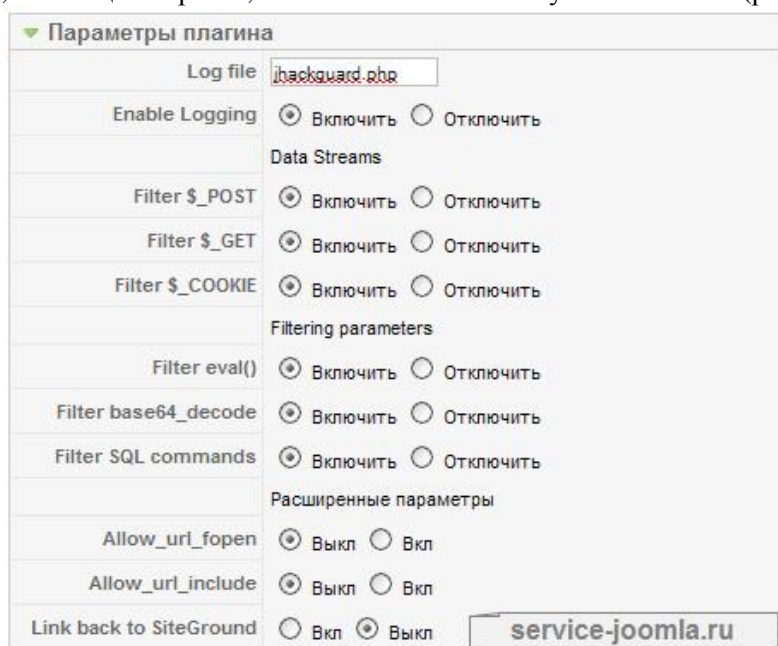 Параметры плагина
Log file jhackguard.php
Enable Logging Включить Отключить
Data Streams
Filter $_POST Включить Отключить
Filter $_GET Включить Отключить
Filter $_COOKIE Включить Отключить
Filtering parameters
Filter eval() Включить Отключить
Filter base64_decode Включить Отключить
Filter SQL commands Включить Отключить
Расширенные параметры
Allow_url_fopen Выкл Вкл
Allow_url_include Выкл Вкл
Link back to SiteGround Вкл Выкл
service-joomla.ru